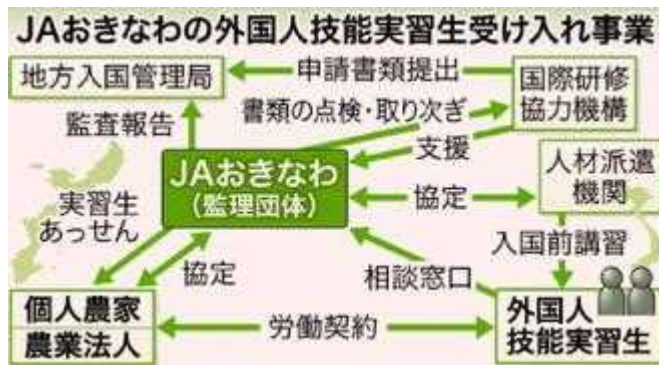 JAおきなわの外国人技能実習生受け入れ事業
地方入国管理局
申請書類提出
国際研修
協力機構
監査報告
書類の点検・取り次ぎ
支援
JAおきなわ
(監理団体)
人材派遣
機関
実習生
あっせん
協定
協定
入国前講習
相談窓口
個人農家
農業法人
労働契約
外国人
技能実習生